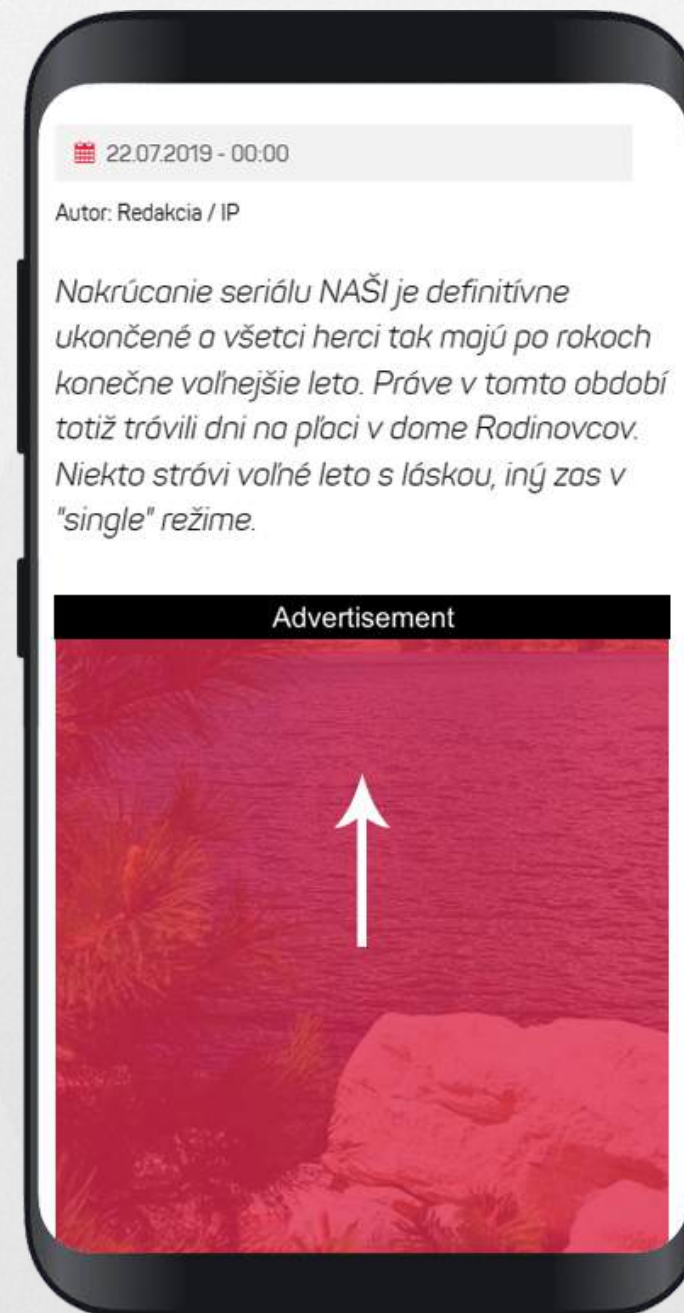 22.07.2019 - 00:00
Autor: Redakcia / IP
Nakrúcanie seriálu NAŠI je definitívne
ukončené a všetci herci tak majú po rokoch
konečne voľnejšie leto. Práve v tomto období
totiž trávili dni na pľaci v dome Rodinovcov.
Niekto strávi voľné leto s láskou, iný zas v
"single" režime.
Advertisement